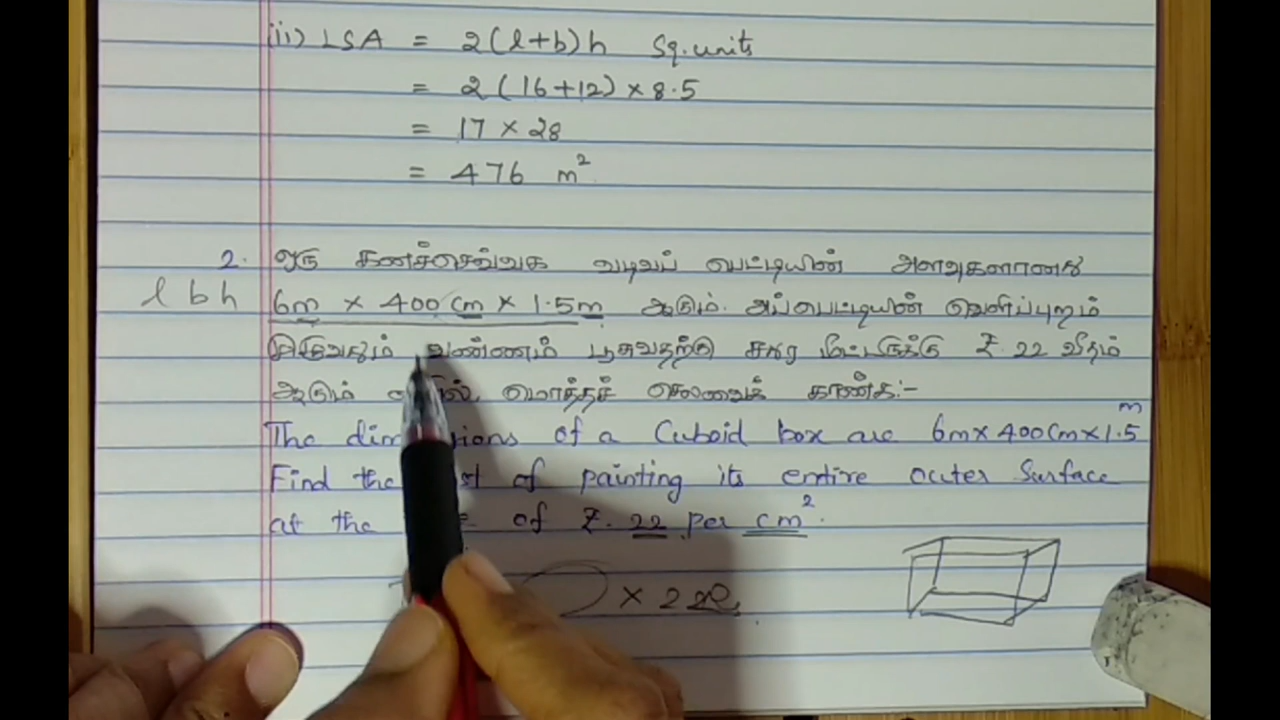 (ii) LSA = 2(l+b)h Sq.units
= 2(16+12)×8.5
= 17×28
= 476 m²
2. ஒரு கனச்செவ்வக வடிவப் பெட்டியின் அளவுகளானது
l b h 6m × 400cm × 1.5m ஆகும். அப்பெட்டியின் வெளிப்புறம்
முழுவதும் வண்ணம் பூசுவதற்கு சதுர மீட்டருக்கு ₹.22 வீதம்
ஆகும் மொத்தச் செலவைக் காண்க:-
The of a Cuboid box are 6m×400cm×1.5m
Find the of painting its entire outer Surface
at the of ₹.22 per cm².
× 22